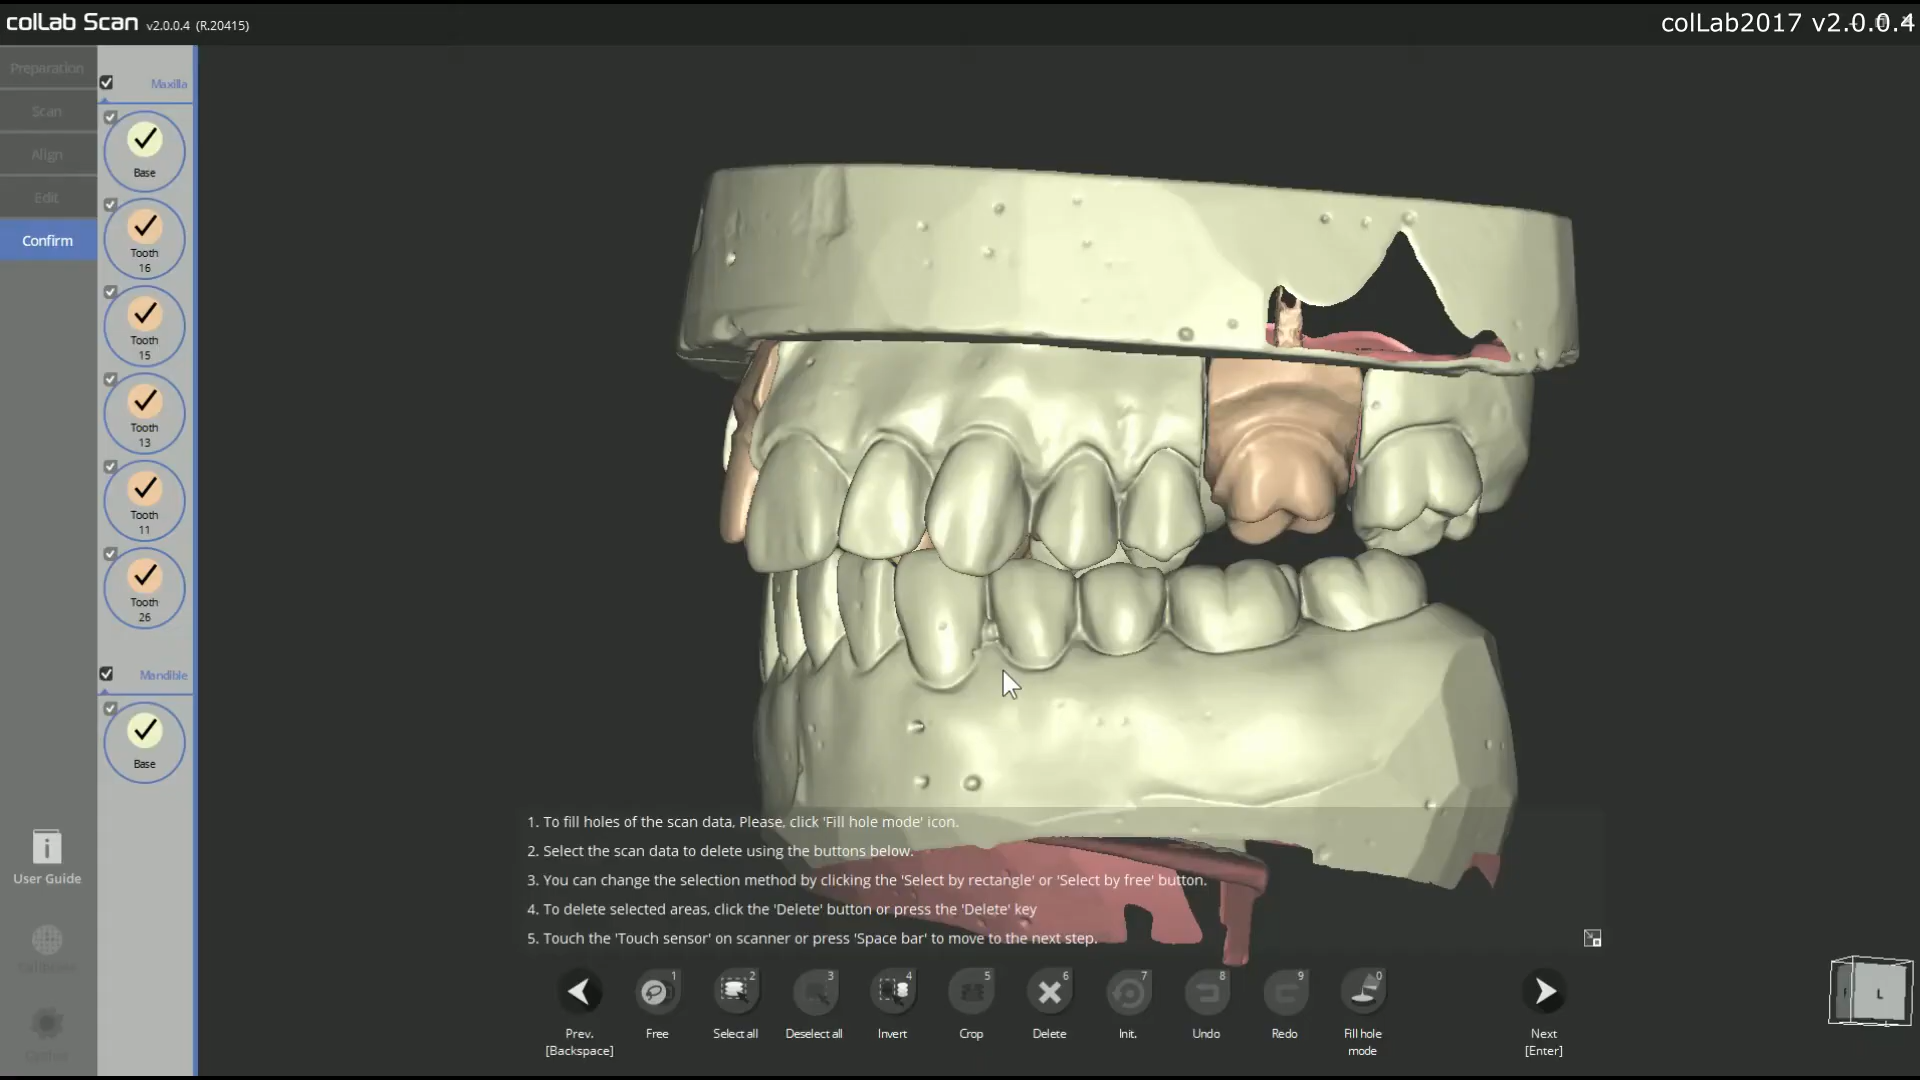 colLab Scan v2.0.0.4 (R.20415)
colLab2017 v2.0.0.4
Preparation
Scan
Align
Edit
Confirm
Maxilla
Base
Tooth
16
Tooth
15
Tooth
13
Tooth
11
Tooth
26
Mandible
Base
User Guide
1. To fill holes of the scan data, Please, click 'Fill hole mode' icon.
2. Select the scan data to delete using the buttons below.
3. You can change the selection method by clicking the 'Select by rectangle' or 'Select by free' button.
4. To delete selected areas, click the 'Delete' button or press the 'Delete' key
5. Touch the 'Touch sensor' on scanner or press 'Space bar' to move to the next step.
1 2 3 4 5 6 7 8 9 0
Prev.
[Backspace]
Free
Select all
Deselect all
Invert
Crop
Delete
Init.
Undo
Redo
Fill hole
mode
Next
[Enter]
L